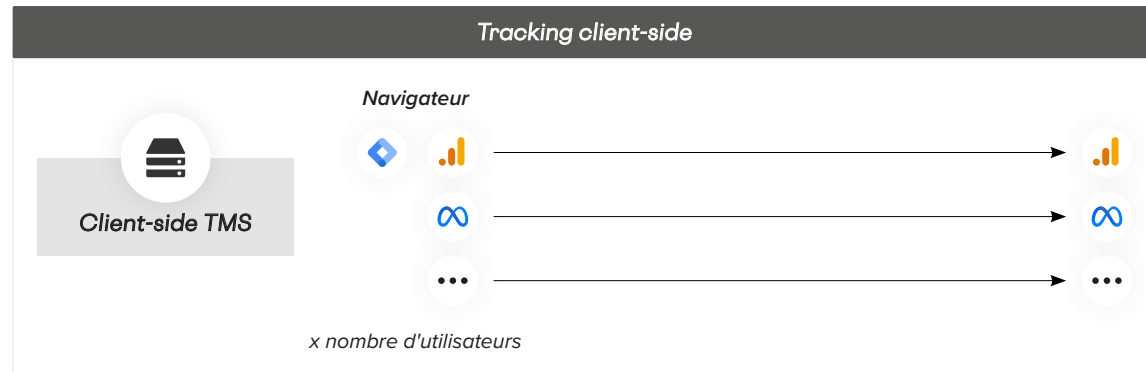 Tracking client-side
Navigateur
Client-side TMS
x nombre d'utilisateurs